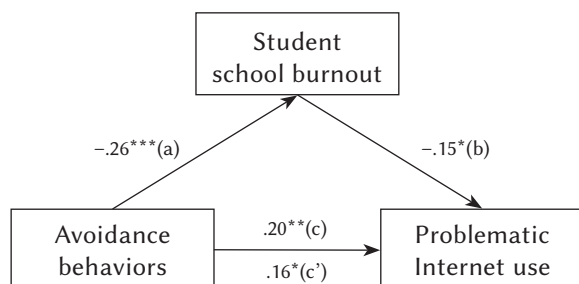 Student
school burnout
–.26***(a)
–.15*(b)
Avoidance
behaviors
.20**(c)
.16*(c’)
Problematic
Internet use